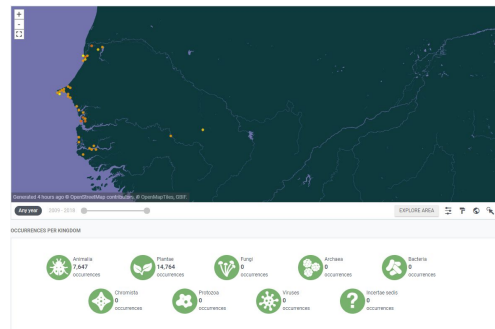 +
-
Generated 4 hours ago © OpenStreetMap contributors, © OpenMapTiles, GBIF.
Any year
EXPLORE AREA
OCCURRENCES PER KINGDOM
Animalia
7,647
occurrences
Plantae
14,764
occurrences
Fungi
0
occurrences
Archaea
0
occurrences
Bacteria
0
occurrences
Chromista
0
occurrences
Protozoa
0
occurrences
Viruses
0
occurrences
?
Incertae sedis
0
occurrences